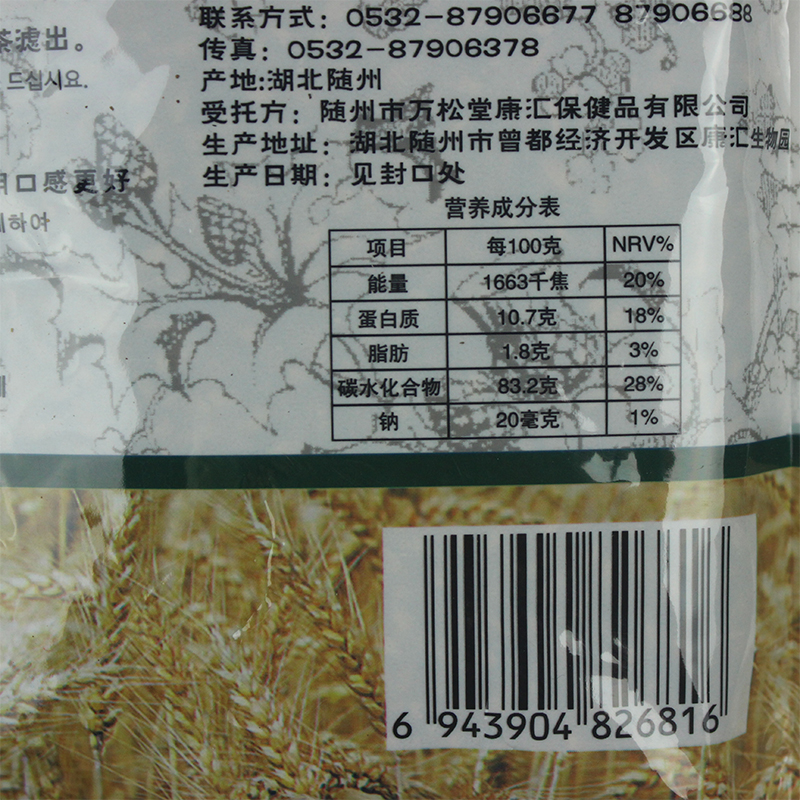 联系方式：0532-87906677 87906688
传真：0532-87906378
产地:湖北随州
受托方：随州市万松堂康汇保健品有限公司
生产地址：湖北随州市曾都经济开发区康汇生物园
生产日期：见封口处
茶滤出。
드십시오.
口感更好
하여
营养成分表
项目 每100克 NRV%
能量 1663千焦 20%
蛋白质 10.7克 18%
脂肪 1.8克 3%
碳水化合物 83.2克 28%
钠 20毫克 1%
6 943904 826816